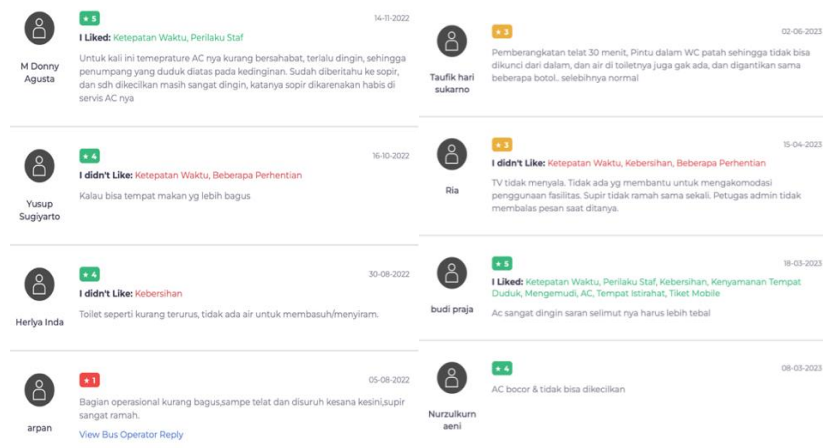 ★ 5
14-11-2022
I Liked: Ketepatan Waktu, Perilaku Staf
M Donny
Agusta
Untuk kali ini temeprature AC nya kurang bersahabat, terlalu dingin, sehingga
penumpang yang duduk diatas pada kedinginan. Sudah diberitahu ke sopir,
dan sdh dikecilkan masih sangat dingin, katanya sopir dikarenakan habis di
servis AC nya
★ 4
16-10-2022
I didn't Like: Ketepatan Waktu, Beberapa Perhentian
Yusup
Sugiyarto
Kalau bisa tempat makan yg lebih bagus
★ 4
30-08-2022
I didn't Like: Kebersihan
Herlya Inda
Toilet seperti kurang terurus, tidak ada air untuk membasuh/menyiram.
★ 1
05-08-2022
arpan
Bagian operasional kurang bagus,sampe telat dan disuruh kesana kesini,supir
sangat ramah.
View Bus Operator Reply
★ 3
02-06-2023
Taufik hari
sukarno
Pemberangkatan telat 30 menit, Pintu dalam WC patah sehingga tidak bisa
dikunci dari dalam, dan air di toiletnya juga gak ada, dan digantikan sama
beberapa botol.. selebihnya normal
★ 3
15-04-2023
I didn't Like: Ketepatan Waktu, Kebersihan, Beberapa Perhentian
Ria
TV tidak menyala. Tidak ada yg membantu untuk mengakomodasi
penggunaan fasilitas. Supir tidak ramah sama sekali. Petugas admin tidak
membalas pesan saat ditanya.
★ 5
18-03-2023
I Liked: Ketepatan Waktu, Perilaku Staf, Kebersihan, Kenyamanan Tempat
Duduk, Mengemudi, AC, Tempat Istirahat, Tiket Mobile
budi praja
Ac sangat dingin saran selimut nya harus lebih tebal
★ 4
08-03-2023
Nurzulkurn
aeni
AC bocor & tidak bisa dikecilkan